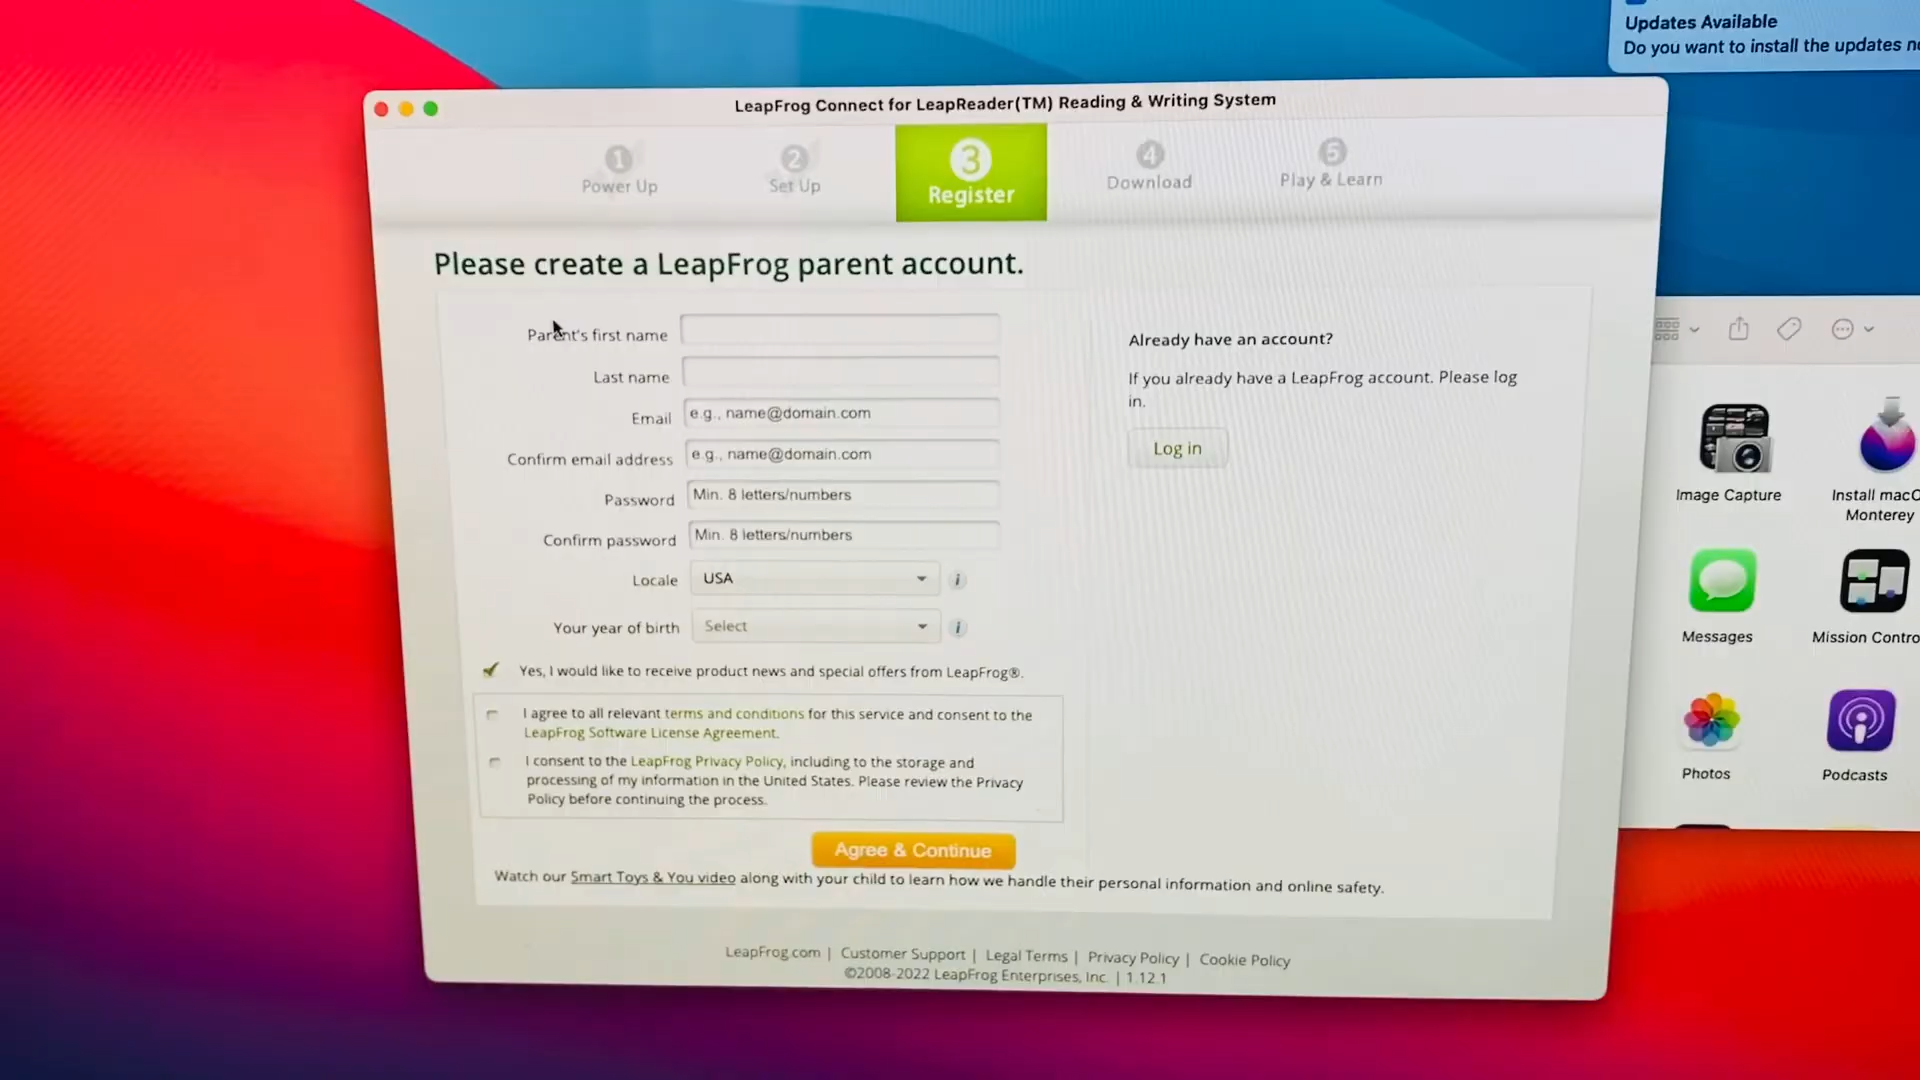 Updates Available
Do you want to install the updates
LeapFrog Connect for LeapReader(TM) Reading & Writing System
1
Power Up
2
Set Up
3
Register
4
Download
5
Play & Learn
Please create a LeapFrog parent account.
Parent's first name
Last name
Email
e.g., name@domain.com
Confirm email address
e.g., name@domain.com
Password
Min. 8 letters/numbers
Confirm password
Min. 8 letters/numbers
Locale
USA
i
Your year of birth
Select
i
Yes, I would like to receive product news and special offers from LeapFrog®.
I agree to all relevant terms and conditions for this service and consent to the
LeapFrog Software License Agreement.
I consent to the LeapFrog Privacy Policy, including to the storage and
processing of my information in the United States. Please review the Privacy
Policy before continuing the process.
Agree & Continue
Watch our Smart Toys & You video along with your child to learn how we handle their personal information and online safety.
Already have an account?
If you already have a LeapFrog account. Please log
in.
Log in
LeapFrog.com | Customer Support | Legal Terms | Privacy Policy | Cookie Policy
©2008-2022 LeapFrog Enterprises, Inc. | 1.12.1
Image Capture
Install
Monterey
Messages
Mission
Photos
Podcasts